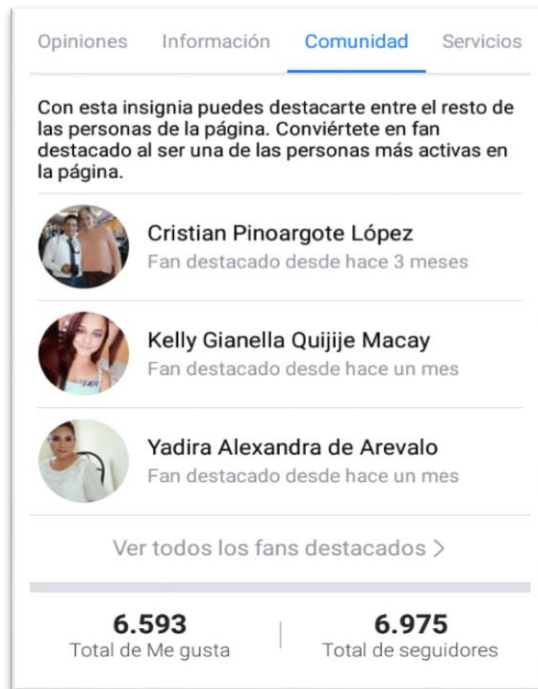 Opiniones Información Comunidad Servicios
Con esta insignia puedes destacarte entre el resto de
las personas de la página. Conviértete en fan
destacado al ser una de las personas más activas en
la página.
Cristian Pinoargote López
Fan destacado desde hace 3 meses
Kelly Gianella Quijije Macay
Fan destacado desde hace un mes
Yadira Alexandra de Arevalo
Fan destacado desde hace un mes
Ver todos los fans destacados >
6.593 6.975
Total de Me gusta Total de seguidores